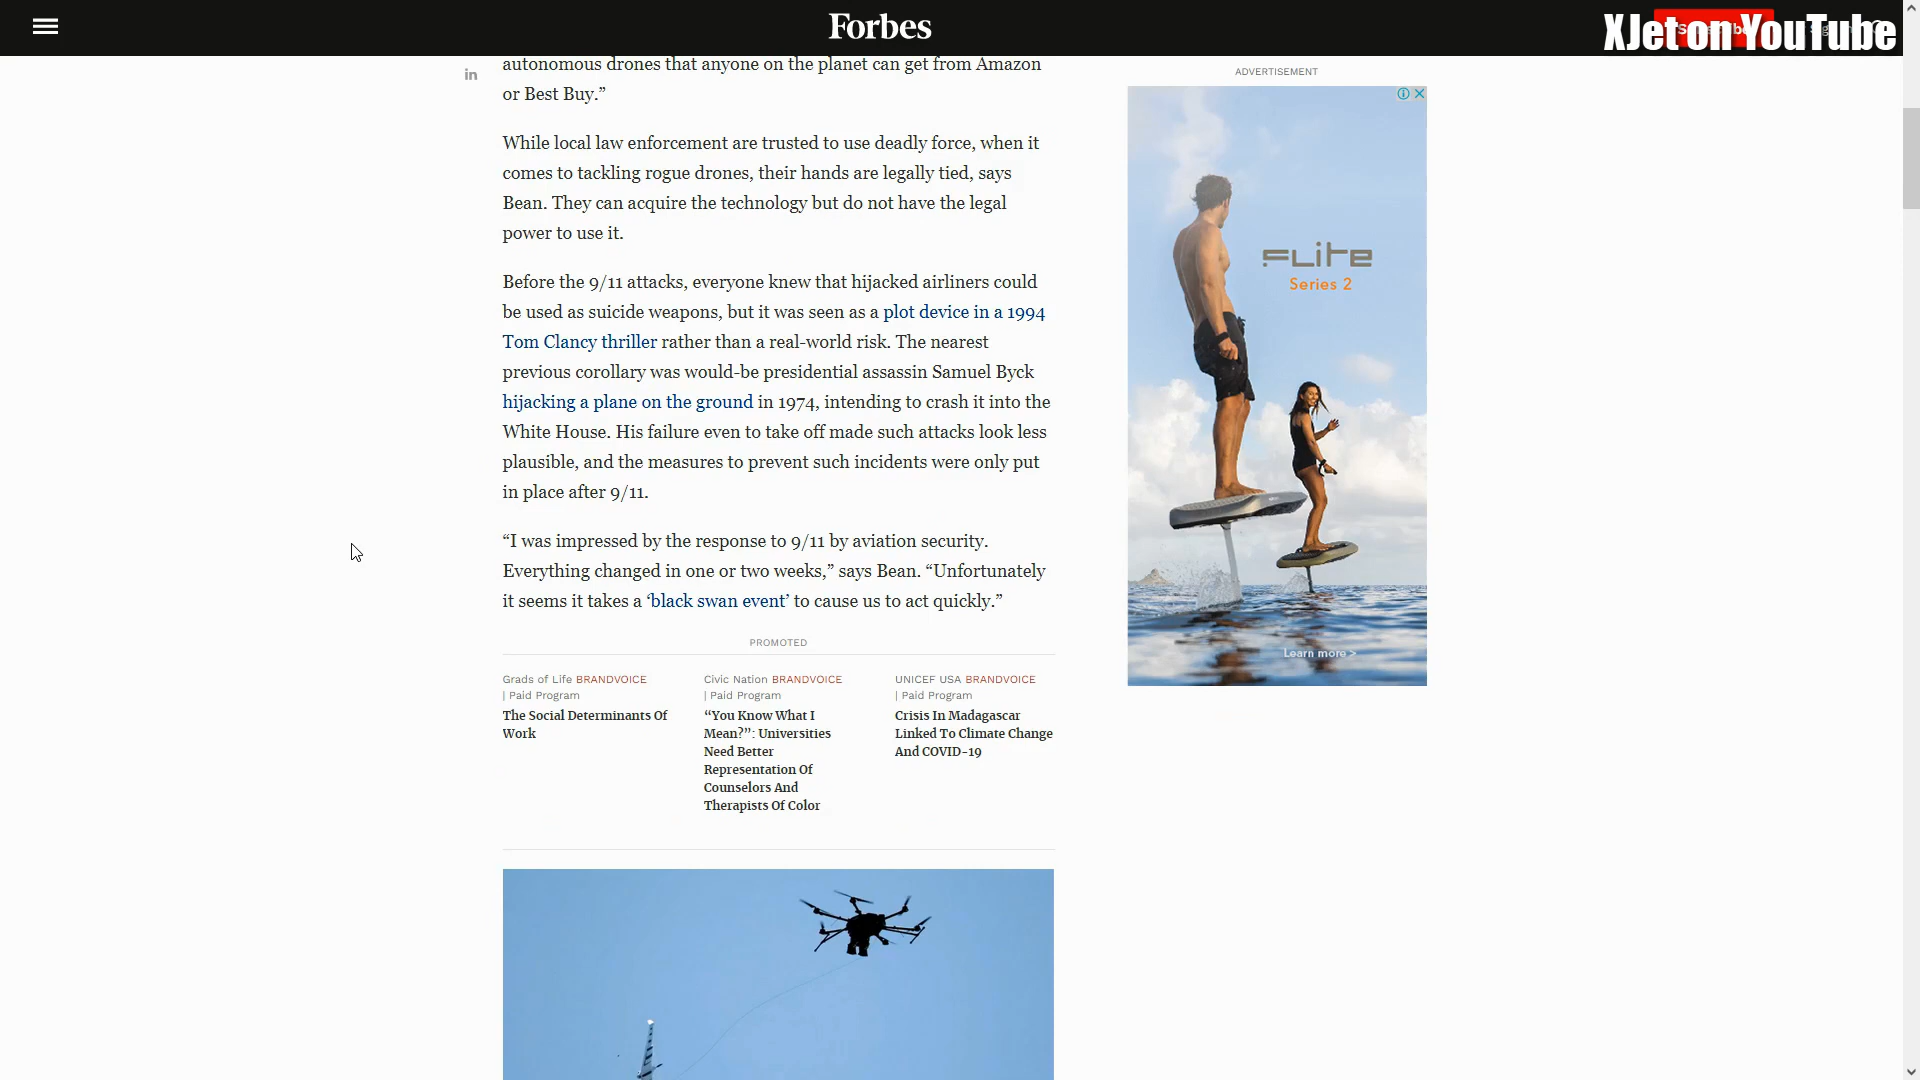 Forbes
XJet on YouTube
in
autonomous drones that anyone on the planet can get from Amazon
or Best Buy.”
While local law enforcement are trusted to use deadly force, when it
comes to tackling rogue drones, their hands are legally tied, says
Bean. They can acquire the technology but do not have the legal
power to use it.
Before the 9/11 attacks, everyone knew that hijacked airliners could
be used as suicide weapons, but it was seen as a plot device in a 1994
Tom Clancy thriller rather than a real-world risk. The nearest
previous corollary was would-be presidential assassin Samuel Byck
hijacking a plane on the ground in 1974, intending to crash it into the
White House. His failure even to take off made such attacks look less
plausible, and the measures to prevent such incidents were only put
in place after 9/11.
“I was impressed by the response to 9/11 by aviation security.
Everything changed in one or two weeks,” says Bean. “Unfortunately
it seems it takes a ‘black swan event’ to cause us to act quickly.”
PROMOTED
Grads of Life BRANDVOICE
| Paid Program
The Social Determinants Of
Work
Civic Nation BRANDVOICE
| Paid Program
“You Know What I
Mean?”: Universities
Need Better
Representation Of
Counselors And
Therapists Of Color
UNICEF USA BRANDVOICE
| Paid Program
Crisis In Madagascar
Linked To Climate Change
And COVID-19
ADVERTISEMENT
FLITE
Series 2
Learn more >